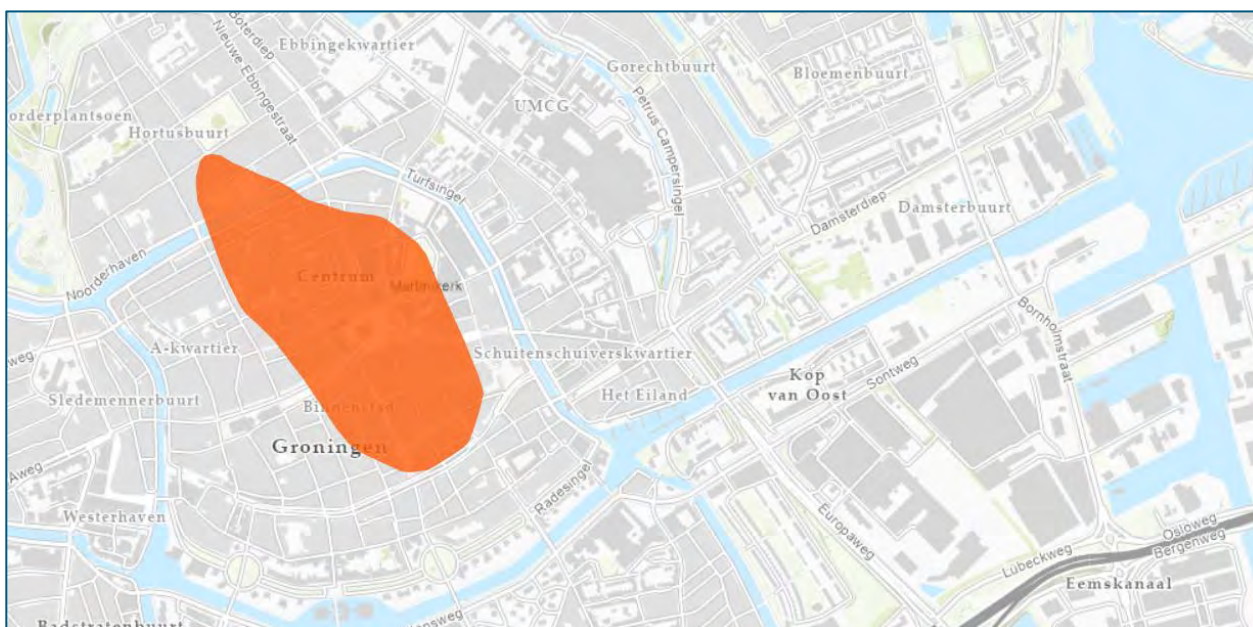 Boterdiep
Nieuwe Ebbingestraat
Ebbingekwartier
Gorechtbuurt
Bloemenbuurt
orderplantsoen
Hortusbuurt
UMCG
Petrus Campersingel
Turfsingel
Damsterdiep
Damsterbuurt
Noorderhaven
Centrum
Martinikerk
Bornholmstraat
A-kwartier
weg
Schuitenschuiverskwartier
Sledemennerbuurt
Het Eiland
Kop
van Oost
Sontweg
Binnenstad
Groningen
Aweg
Radesingel
Westerhaven
Europaweg
Osloweg
Lubeckweg
Bergenweg
Eemskanaal
Badstratenbuurt